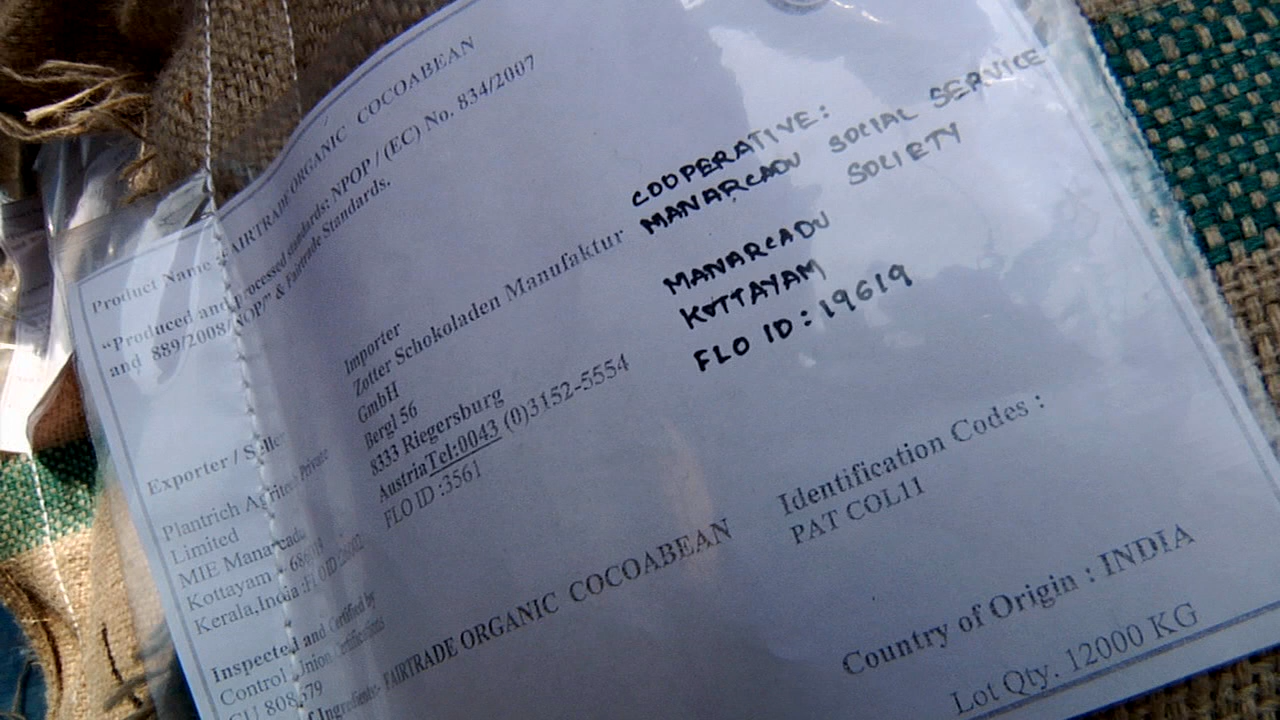 Product Name : FAIRTRADE ORGANIC COCOABEAN
"Produced and processed standards: NPOP / (EC) No. 834/2007
and 889/2008/ NOP/" & Fairtrade Standards.
Exporter / Seller
Plantrich Agritech Private
Limited
MIE Manarcadu
Kottayam
Kerala,India
Inspected and Certified by
Control Union Certifications
Importer
Zotter Schokoladen Manufaktur
GmbH
Bergl 56
8333 Riegersburg
AustriaTel:0043 (0)3152-5554
FLO ID :3561
COOPERATIVE:
MANARCADU SOCIAL SERVICE
SOLIETY
MANARCADU
KOTTAYAM
FLO ID : 19619
of Ingredients:- FAIRTRADE ORGANIC COCOABEAN
Identification Codes :
PAT COL11
Country of Origin : INDIA
Lot Qty. 12000 KG